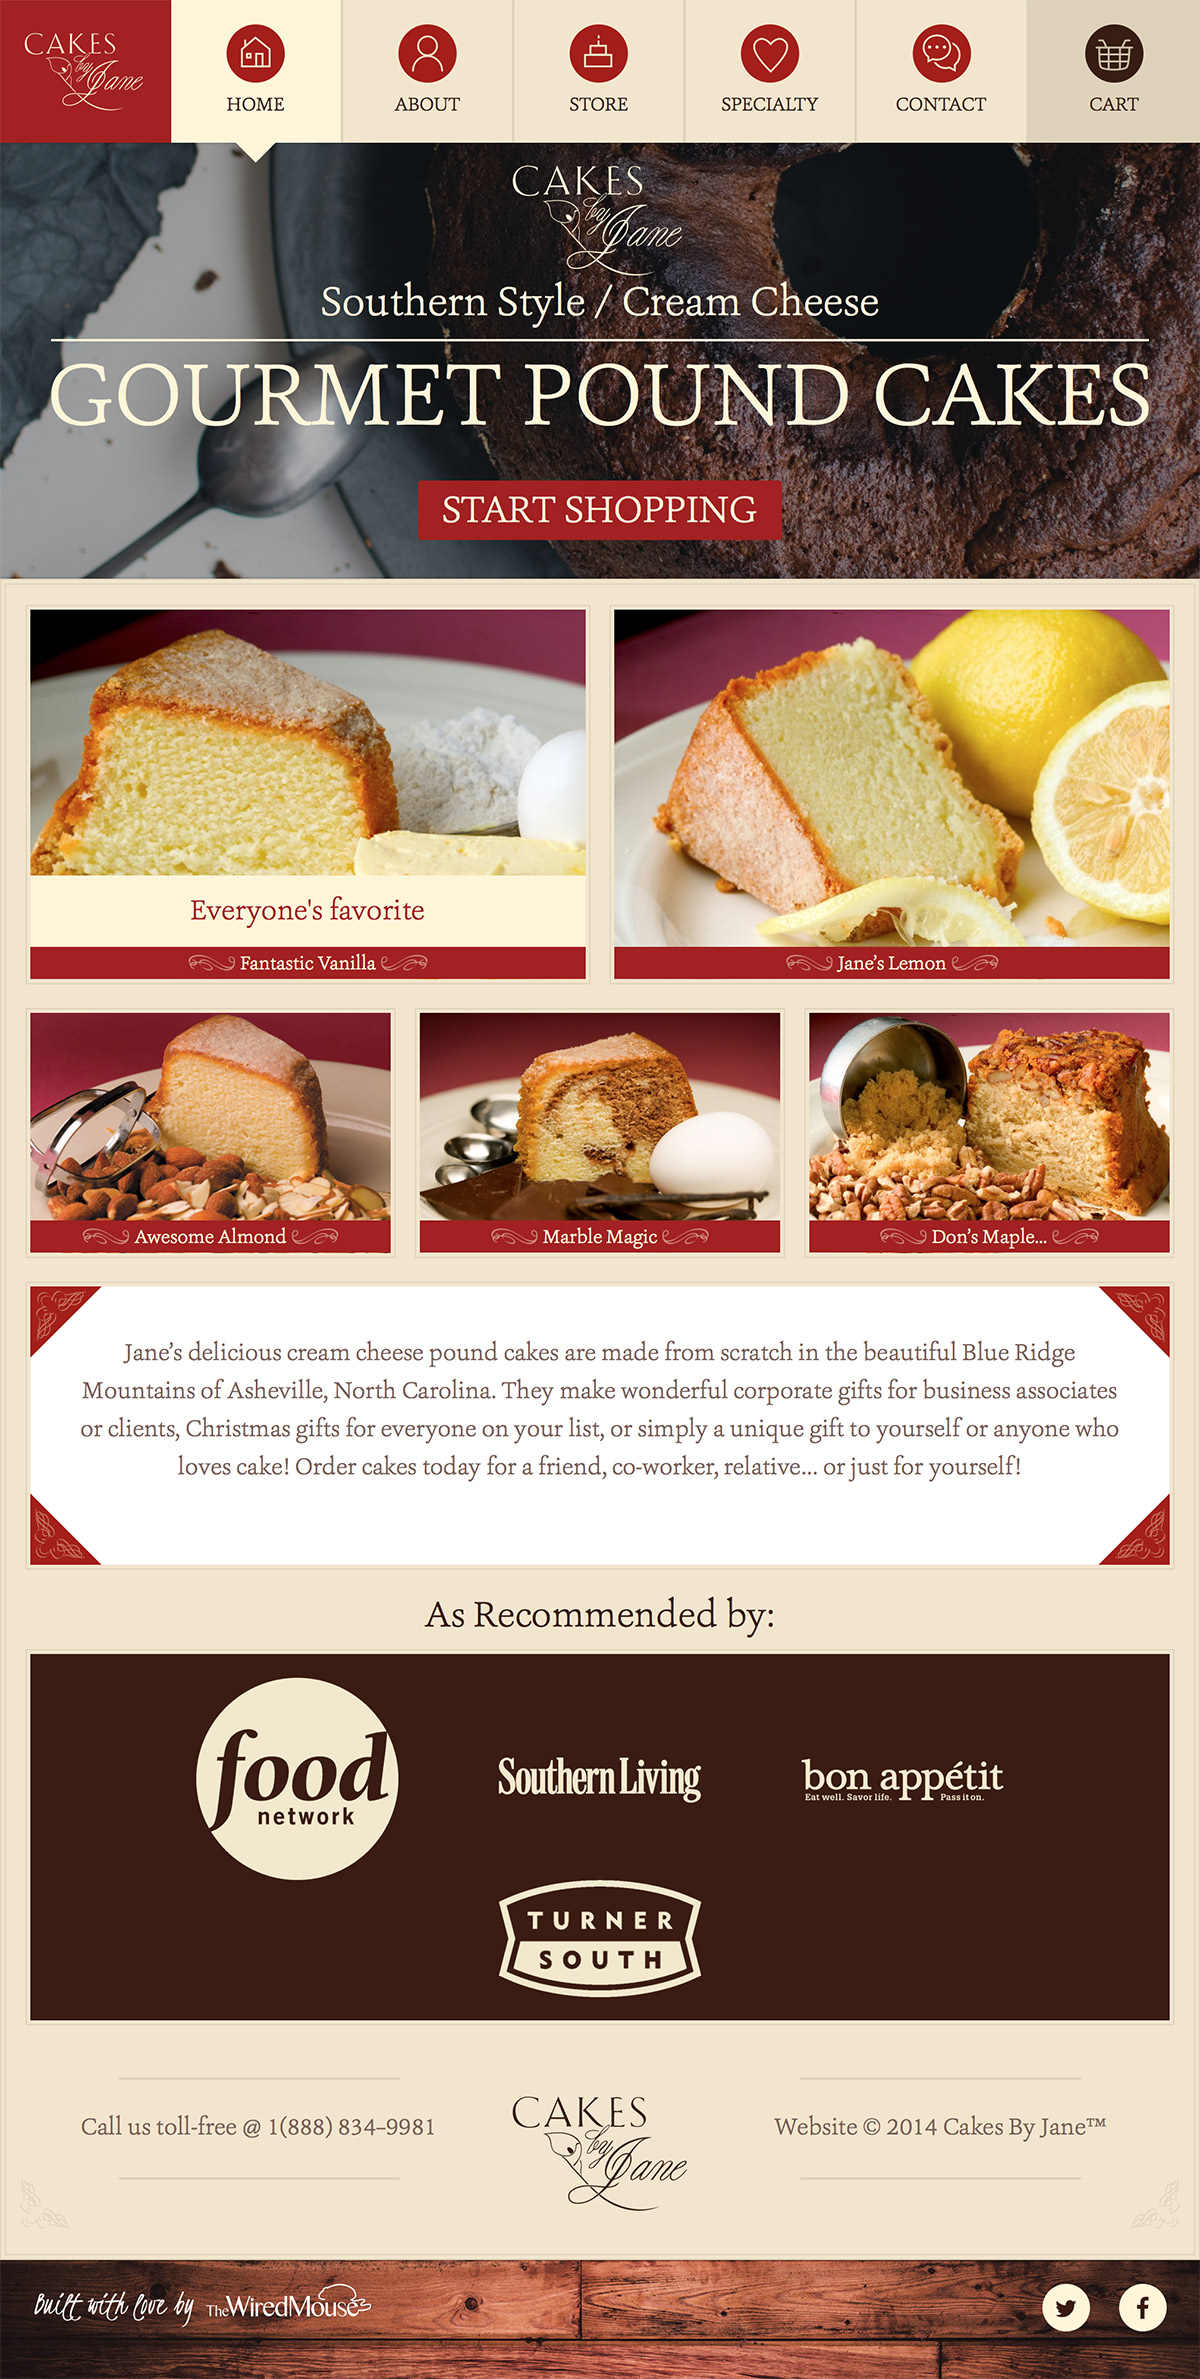 CAKES
by Jane
HOME
ABOUT
STORE
SPECIALTY
CONTACT
CART
CAKES
by Jane
Southern Style / Cream Cheese
GOURMET POUND CAKES
START SHOPPING
Everyone's favorite
Fantastic Vanilla
Jane’s Lemon
Awesome Almond
Marble Magic
Don’s Maple...
Jane’s delicious cream cheese pound cakes are made from scratch in the beautiful Blue Ridge
Mountains of Asheville, North Carolina. They make wonderful corporate gifts for business associates
or clients, Christmas gifts for everyone on your list, or simply a unique gift to yourself or anyone who
loves cake! Order cakes today for a friend, co-worker, relative... or just for yourself!
As Recommended by:
food
network
Southern Living
bon appétit
Eat well. Savor life. Pass it on.
TURNER
SOUTH
Call us toll-free @ 1(888) 834-9981
CAKES
by Jane
Website © 2014 Cakes By Jane™
Built with love by TheWiredMouse